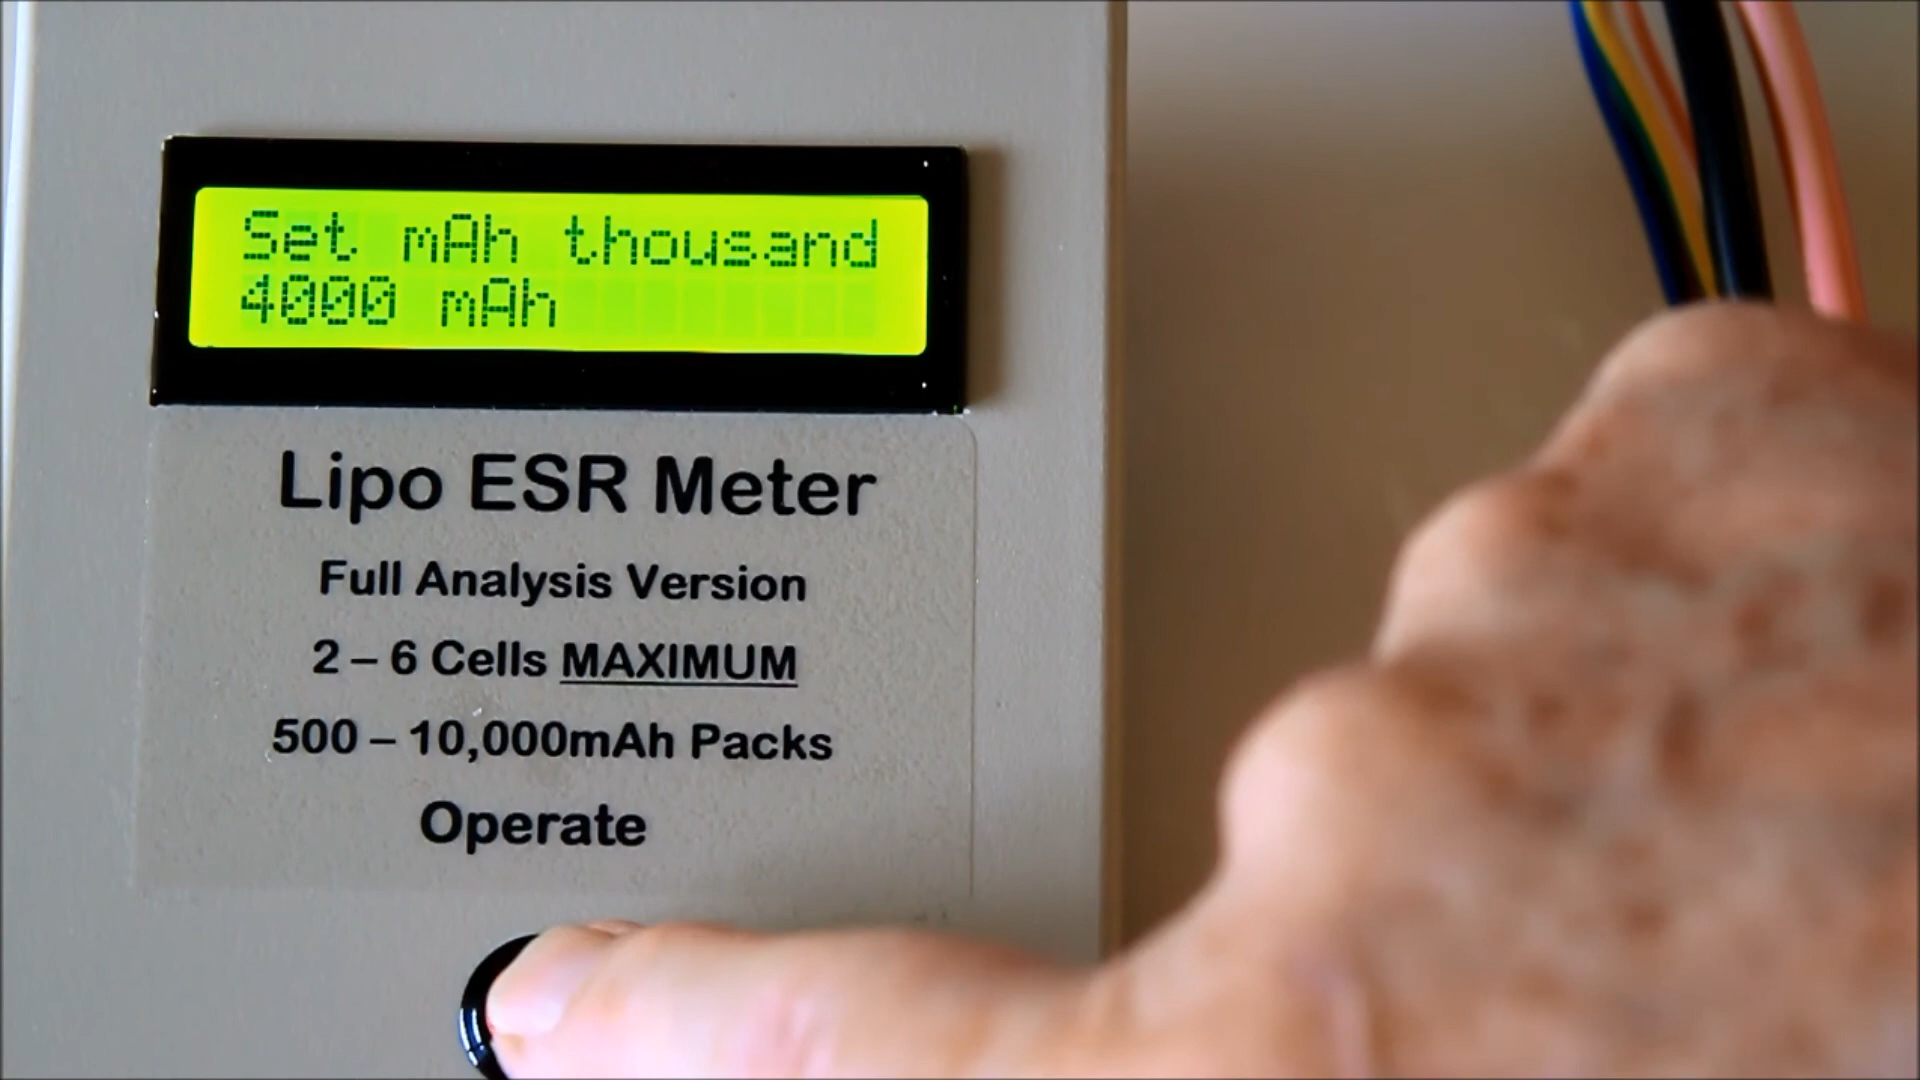 Set mAh thousand
4000 mAh
Lipo ESR Meter
Full Analysis Version
2 – 6 Cells MAXIMUM
500 – 10,000mAh Packs
Operate